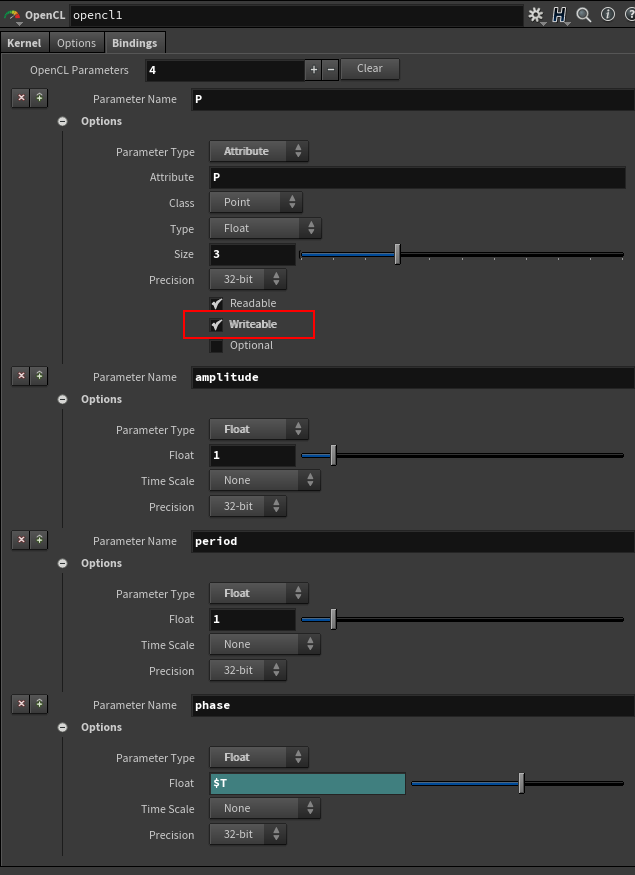 OpenCL opencl1
Kernel Options Bindings
OpenCL Parameters 4 + − Clear
Parameter Name P
Options
Parameter Type Attribute
Attribute P
Class Point
Type Float
Size 3
Precision 32-bit
Readable
Writeable
Optional
Parameter Name amplitude
Options
Parameter Type Float
Float 1
Time Scale None
Precision 32-bit
Parameter Name period
Options
Parameter Type Float
Float 1
Time Scale None
Precision 32-bit
Parameter Name phase
Options
Parameter Type Float
Float $T
Time Scale None
Precision 32-bit